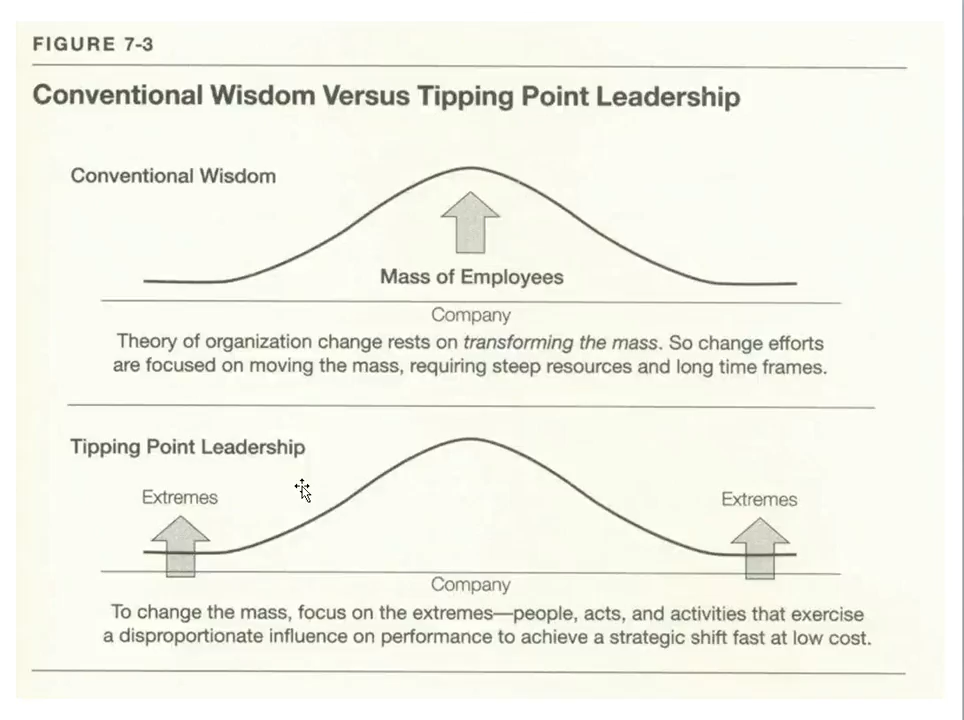 FIGURE 7-3
Conventional Wisdom Versus Tipping Point Leadership
Conventional Wisdom
Mass of Employees
Company
Theory of organization change rests on transforming the mass. So change efforts
are focused on moving the mass, requiring steep resources and long time frames.
Tipping Point Leadership
Extremes
Extremes
Company
To change the mass, focus on the extremes—people, acts, and activities that exercise
a disproportionate influence on performance to achieve a strategic shift fast at low cost.